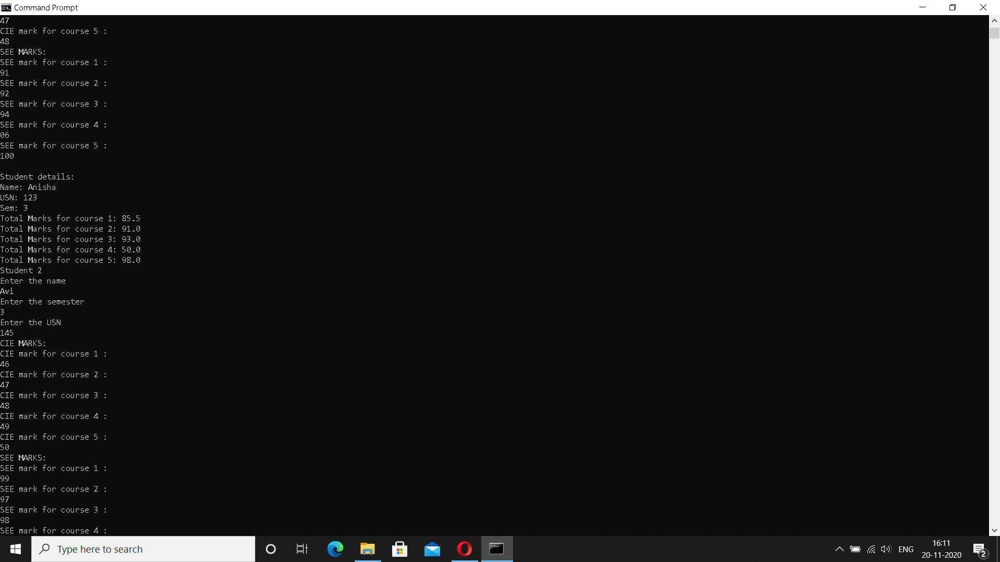 Command Prompt
47
CIE mark for course 5 :
48
SEE MARKS:
SEE mark for course 1 :
91
SEE mark for course 2 :
92
SEE mark for course 3 :
94
SEE mark for course 4 :
06
SEE mark for course 5 :
100
Student details:
Name: Anisha
USN: 123
Sem: 3
Total Marks for course 1: 85.5
Total Marks for course 2: 91.0
Total Marks for course 3: 93.0
Total Marks for course 4: 50.0
Total Marks for course 5: 98.0
Student 2
Enter the name
Avi
Enter the semester
3
Enter the USN
145
CIE MARKS:
CIE mark for course 1 :
46
CIE mark for course 2 :
47
CIE mark for course 3 :
48
CIE mark for course 4 :
49
CIE mark for course 5 :
50
SEE MARKS:
SEE mark for course 1 :
99
SEE mark for course 2 :
97
SEE mark for course 3 :
98
SEE mark for course 4 :
Type here to search
ENG
16:11
20-11-2020
2